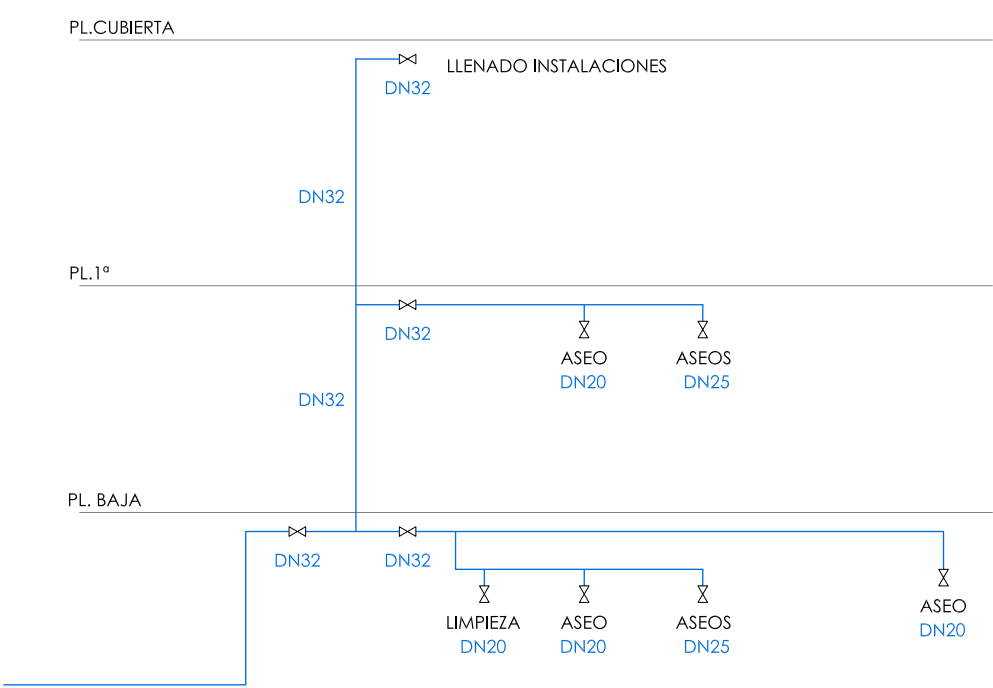 PL.CUBIERTA
LLENADO INSTALACIONES
DN32
DN32
PL.1ª
DN32
ASEO
DN20
ASEOS
DN25
DN32
PL. BAJA
DN32
DN32
LIMPIEZA
DN20
ASEO
DN20
ASEOS
DN25
ASEO
DN20